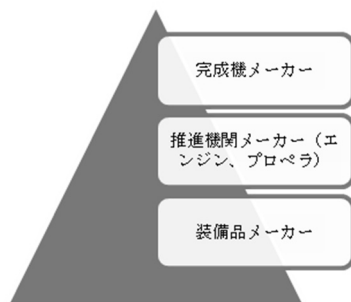 完成機メーカー
推進機関メーカー（エ
ンジン、プロペラ）
装備品メーカー